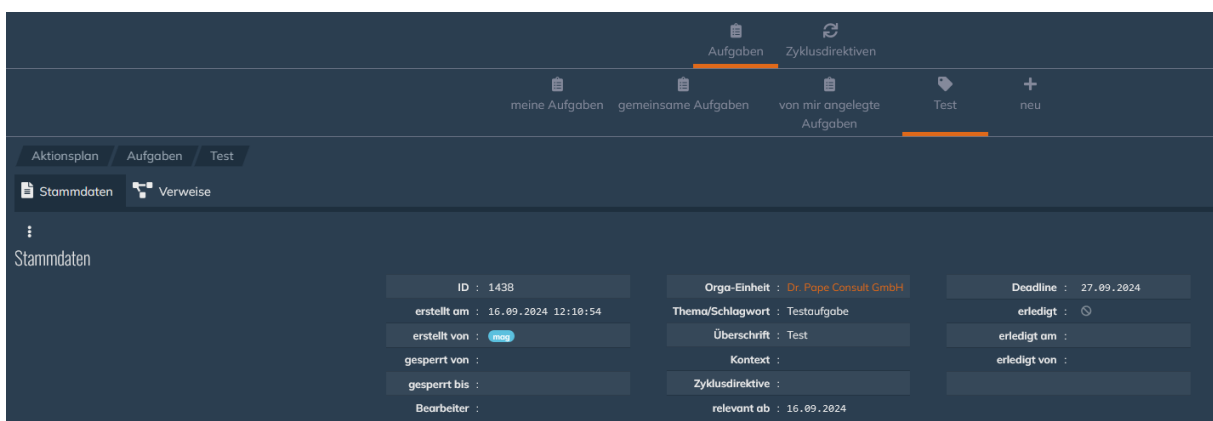 Aufgaben Zyklusdirektiven
meine Aufgaben gemeinsame Aufgaben von mir angelegte Aufgaben Test neu
Aktionsplan Aufgaben Test
Stammdaten Verweise
Stammdaten
ID : 1438 Orga-Einheit : Dr. Pape Consult GmbH Deadline : 27.09.2024
erstellt am : 16.09.2024 12:10:54 Thema/Schlagwort : Testaufgabe erledigt :
erstellt von : mag Überschrift : Test erledigt am :
gesperrt von : Kontext : erledigt von :
gesperrt bis : Zyklusdirektive :
Bearbeiter : relevant ab : 16.09.2024